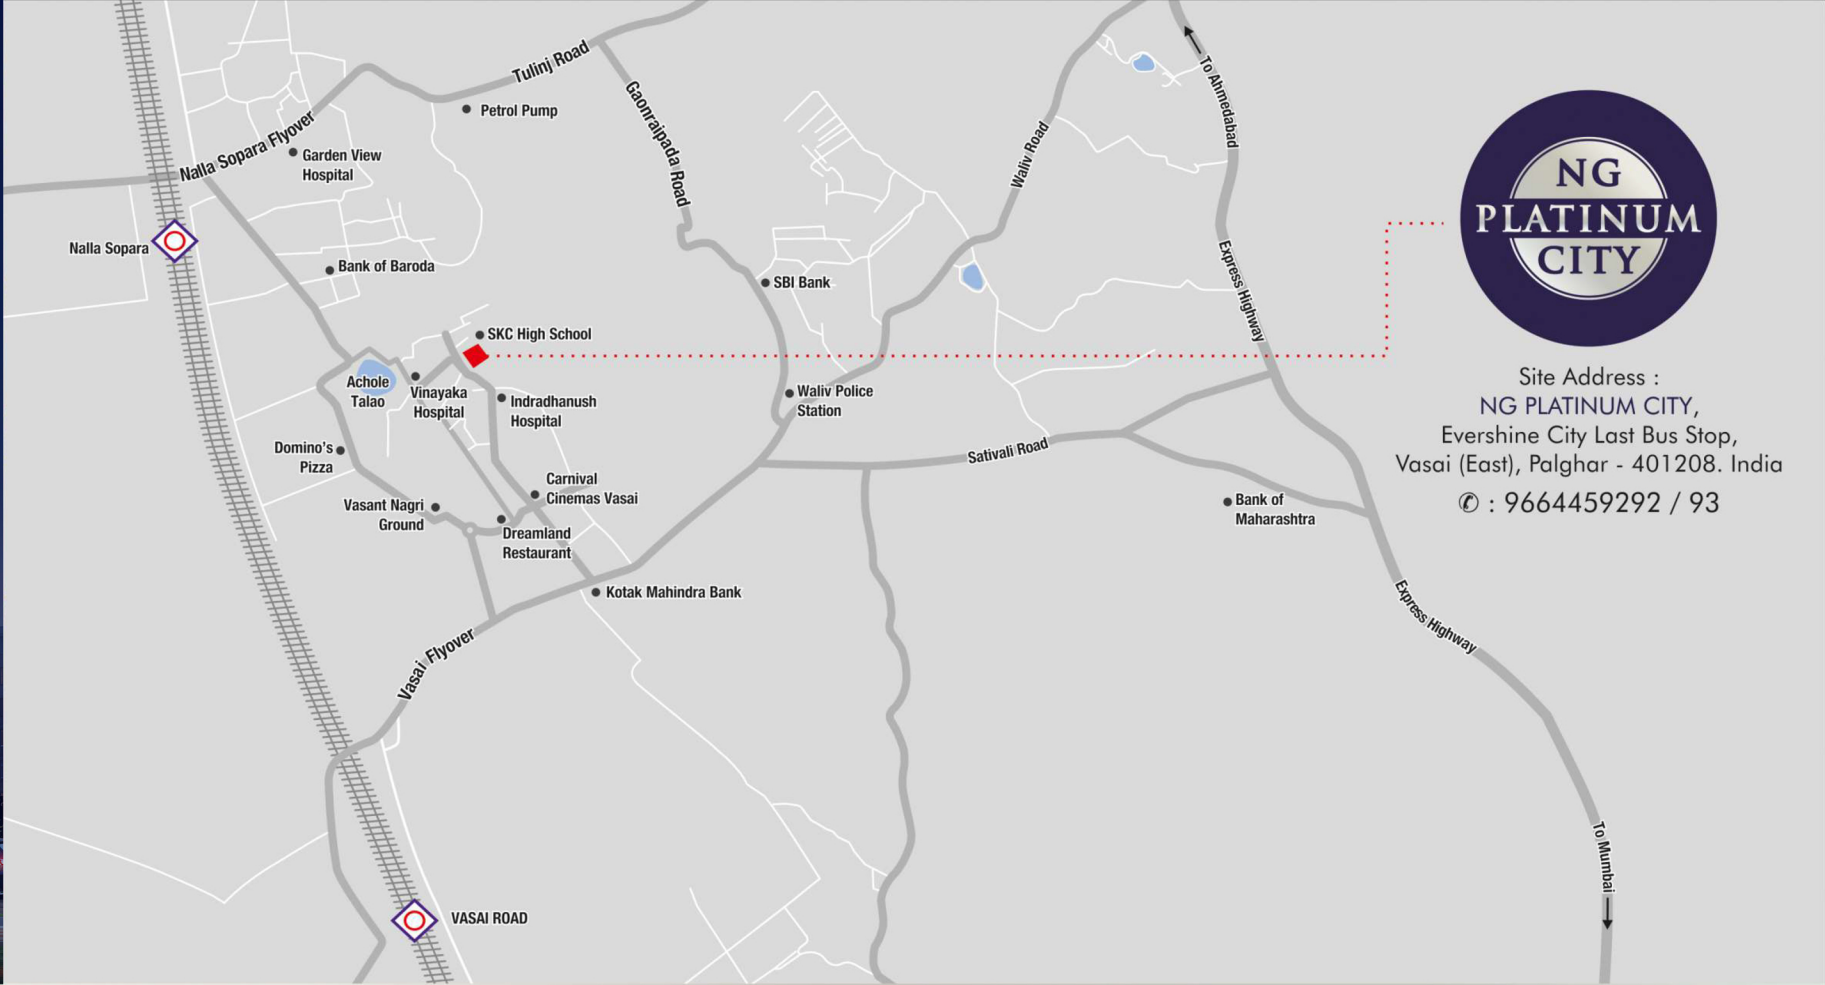 Tulinj Road
Petrol Pump
Nalla Sopara Flyover
Garden View
Hospital
Gaonraipada Road
Waliv Road
To Ahmedabad
Nalla Sopara
Bank of Baroda
SBI Bank
Express Highway
SKC High School
Achole
Talao
Vinayaka
Hospital
Indradhanush
Hospital
Waliv Police
Station
Domino's
Pizza
Sativali Road
Vasant Nagri
Ground
Carnival
Cinemas Vasai
Dreamland
Restaurant
Bank of
Maharashtra
Kotak Mahindra Bank
Express Highway
Vasai Flyover
To Mumbai
VASAI ROAD
NG
PLATINUM
CITY
Site Address :
NG PLATINUM CITY,
Evershine City Last Bus Stop,
Vasai (East), Palghar - 401208. India
✆ : 9664459292 / 93